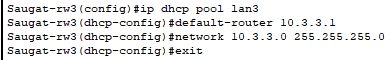 Saugat-rw3(config)#ip dhcp pool lan3
Saugat-rw3(dhcp-config)#default-router 10.3.3.1
Saugat-rw3(dhcp-config)#network 10.3.3.0 255.255.255.0
Saugat-rw3(dhcp-config)#exit